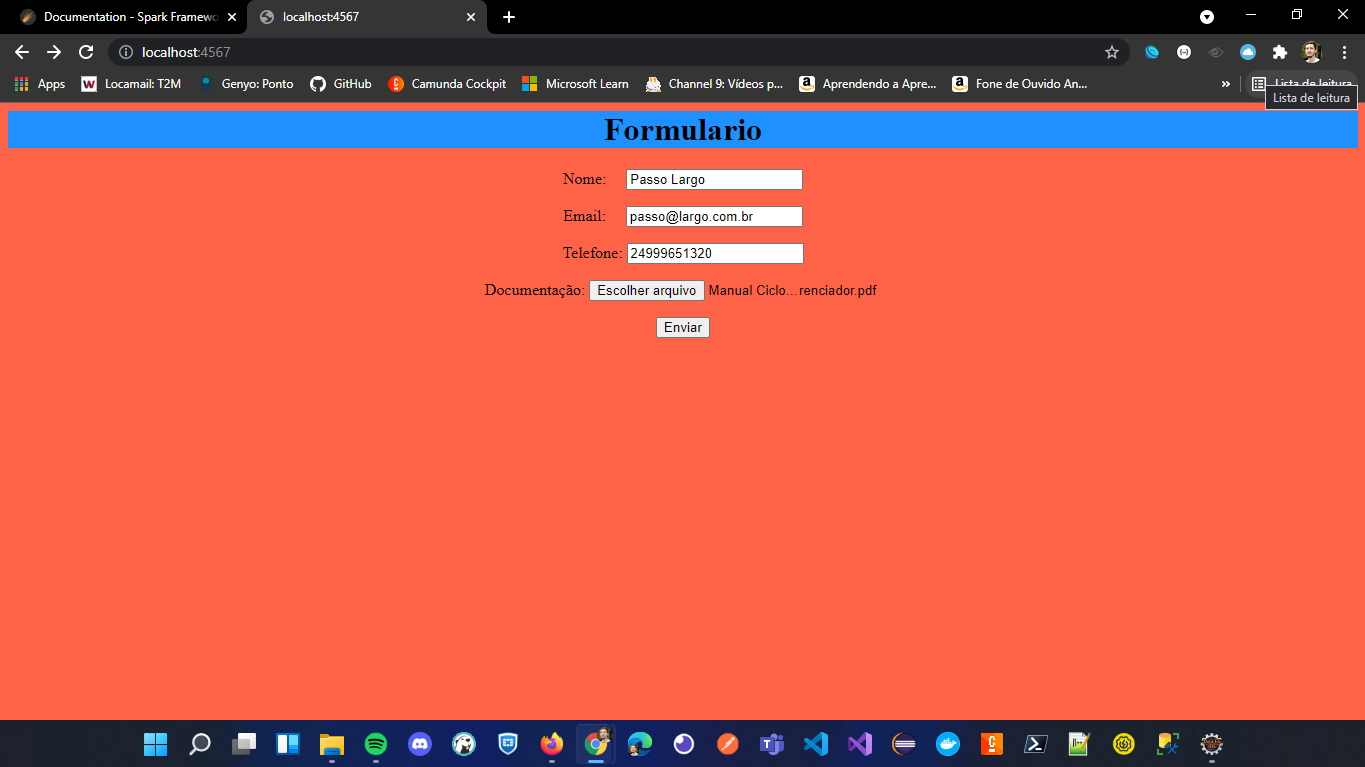 Documentation - Spark Framewo
localhost:4567
localhost:4567
Apps
Locamail: T2M
Genyo: Ponto
GitHub
Camunda Cockpit
Microsoft Learn
Channel 9: Vídeos p...
Aprendendo a Apre...
Fone de Ouvido An...
»
Lista de leitura
Lista de leitura
Formulario
Nome: Passo Largo
Email: passo@largo.com.br
Telefone: 24999651320
Documentação: Escolher arquivo Manual Ciclo...renciador.pdf
Enviar